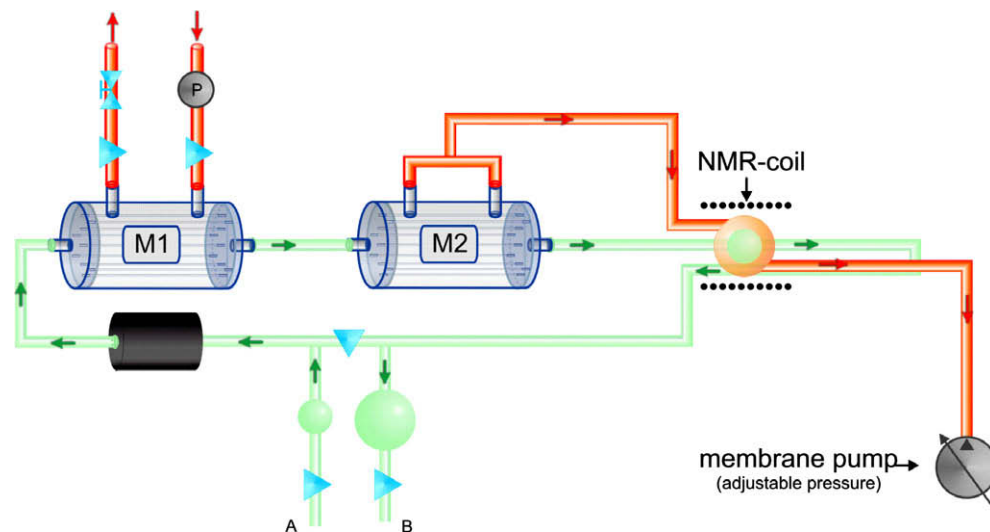 P
NMR-coil
M1
M2
membrane pump
(adjustable pressure)
A
B